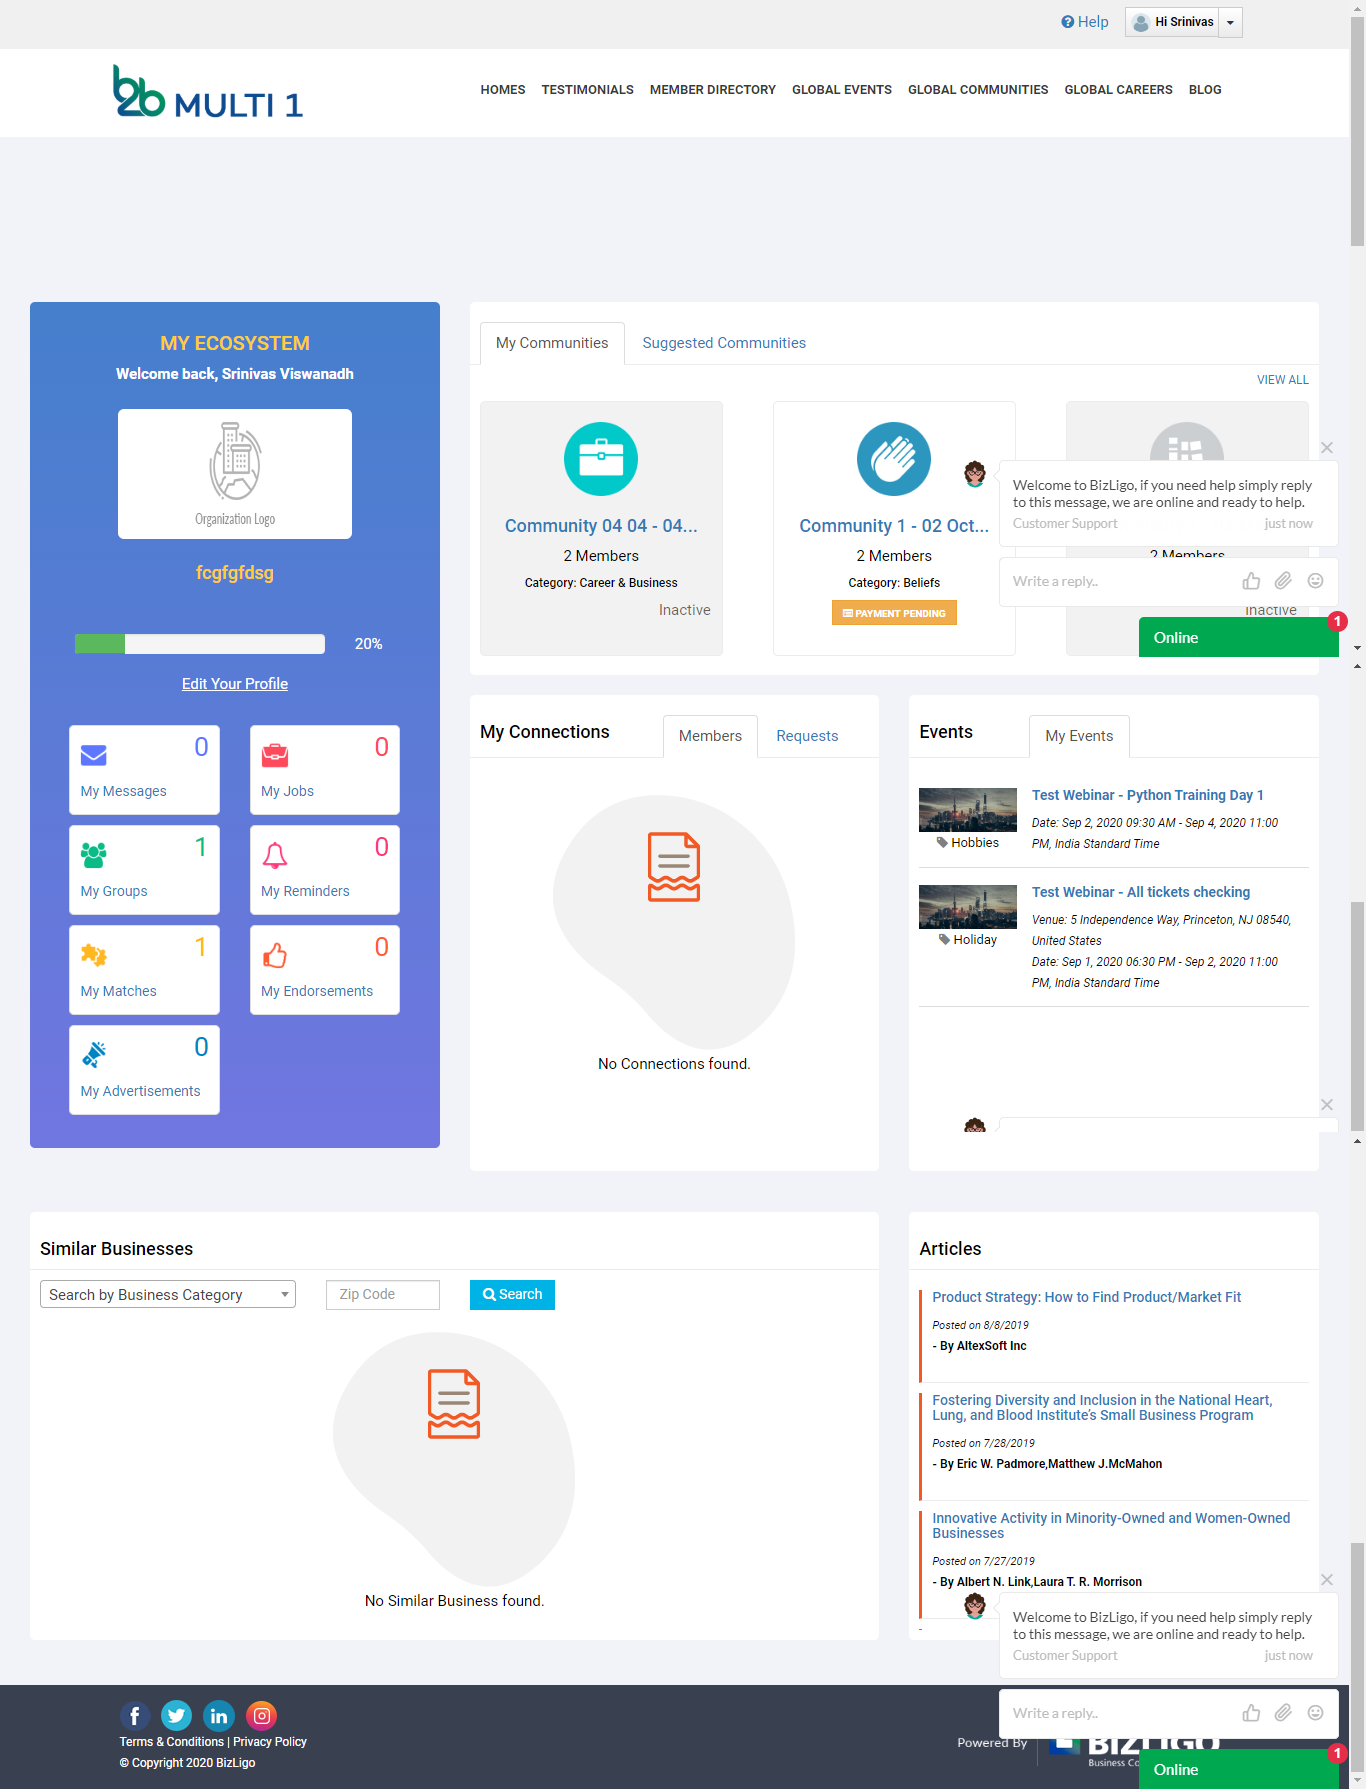 Help
Hi Srinivas
b2b MULTI 1
HOMES TESTIMONIALS MEMBER DIRECTORY GLOBAL EVENTS GLOBAL COMMUNITIES GLOBAL CAREERS BLOG
MY ECOSYSTEM
Welcome back, Srinivas Viswanadh
Organization Logo
fcgfgfdsg
20%
Edit Your Profile
0
My Messages
0
My Jobs
1
My Groups
0
My Reminders
1
My Matches
0
My Endorsements
0
My Advertisements
My Communities
Suggested Communities
VIEW ALL
Community 04 04 - 04...
2 Members
Category: Career & Business
Inactive
Community 1 - 02 Oct...
2 Members
Category: Beliefs
PAYMENT PENDING
2 Members
Inactive
Welcome to BizLigo, if you need help simply reply
to this message, we are online and ready to help.
Customer Support just now
Write a reply..
1
Online
My Connections
Members
Requests
No Connections found.
Events
My Events
Test Webinar - Python Training Day 1
Date: Sep 2, 2020 09:30 AM - Sep 4, 2020 11:00
PM, India Standard Time
Hobbies
Test Webinar - All tickets checking
Venue: 5 Independence Way, Princeton, NJ 08540,
United States
Date: Sep 1, 2020 06:30 PM - Sep 2, 2020 11:00
PM, India Standard Time
Holiday
Similar Businesses
Search by Business Category
Zip Code
Search
No Similar Business found.
Articles
Product Strategy: How to Find Product/Market Fit
Posted on 8/8/2019
- By AltexSoft Inc
Fostering Diversity and Inclusion in the National Heart,
Lung, and Blood Institute's Small Business Program
Posted on 7/28/2019
- By Eric W. Padmore,Matthew J.McMahon
Innovative Activity in Minority-Owned and Women-Owned
Businesses
Posted on 7/27/2019
- By Albert N. Link,Laura T. R. Morrison
Welcome to BizLigo, if you need help simply reply
to this message, we are online and ready to help.
Customer Support just now
Write a reply..
1
Online
Terms & Conditions | Privacy Policy
© Copyright 2020 BizLigo
Powered By
BIZLIGO
Business